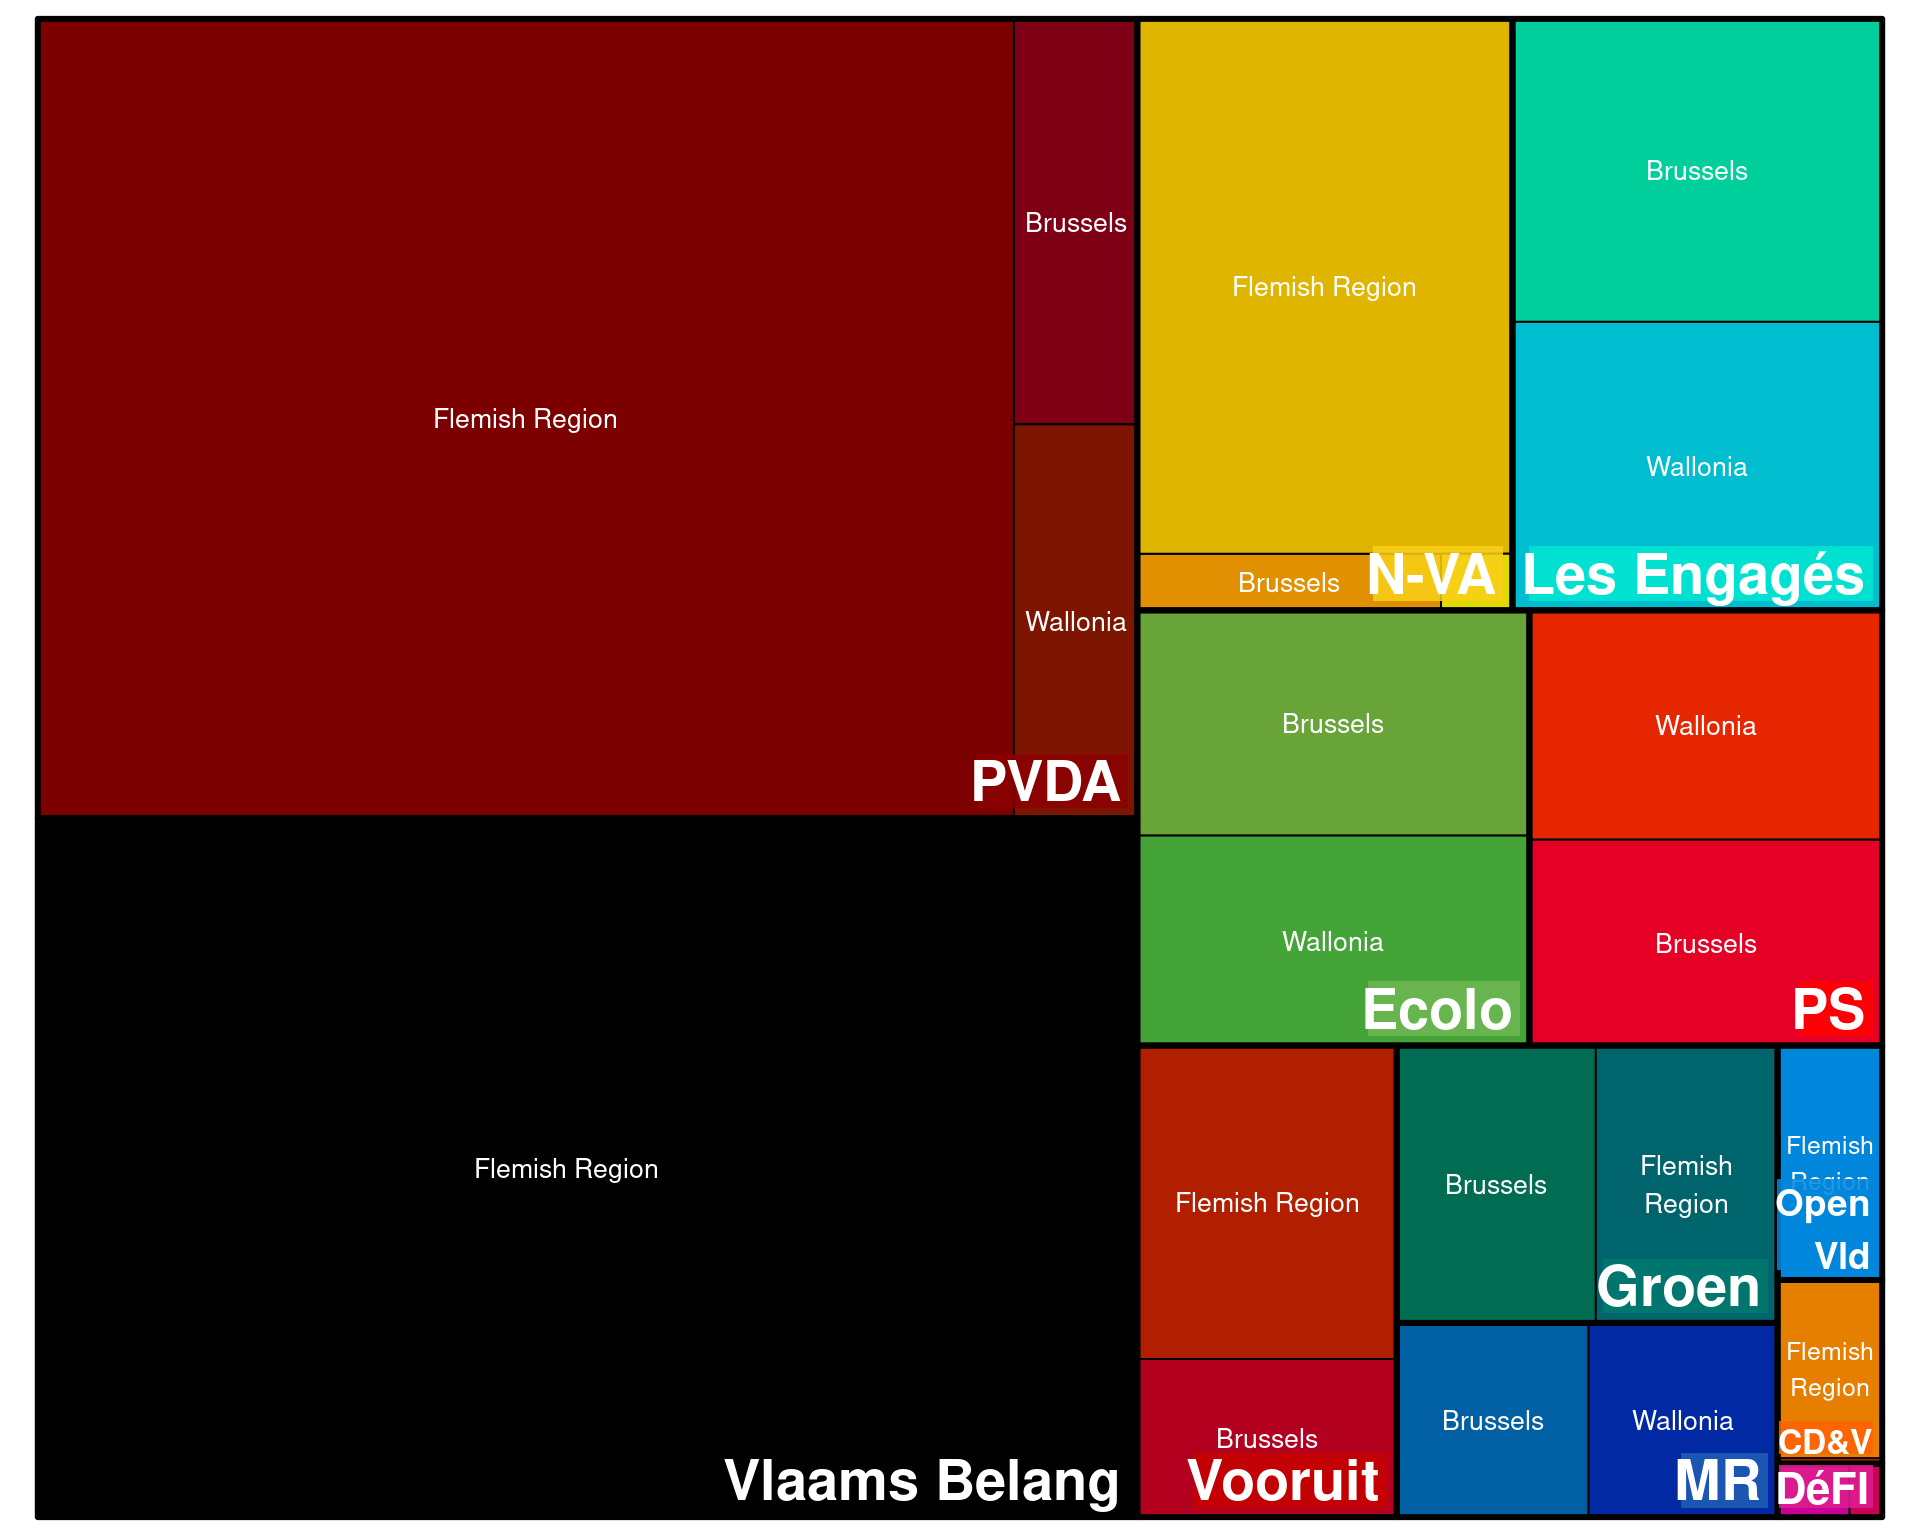 Flemish Region
Brussels
Wallonia
PVDA
Flemish Region
Brussels
N-VA
Brussels
Wallonia
Les Engagés
Brussels
Wallonia
Ecolo
Wallonia
Brussels
PS
Flemish Region
Vlaams Belang
Flemish Region
Brussels
Vooruit
Brussels
Flemish
Region
Groen
Brussels
Wallonia
MR
Flemish
Region
Open
Vld
Flemish
Region
CD&V
DéFI